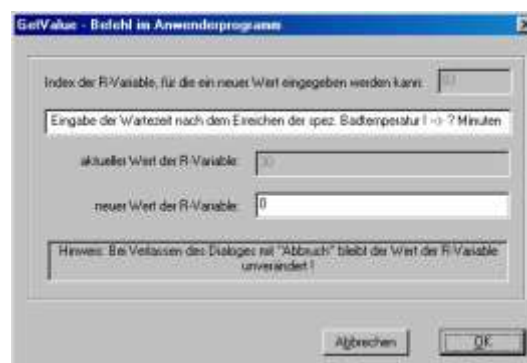 GetValue - Befehl im Anwenderprogramm
Index der R-Variable, für die ein neuer Wert eingegeben werden kann:
Eingabe der Wartezeit nach dem Erreichen der spez. Badtemperatur ! -> ? Minuten
aktueller Wert der R-Variable:
neuer Wert der R-Variable: 0
Hinweis: Bei Verlassen des Dialoges mit "Abbruch" bleibt der Wert der R-Variable
unverändert !
Abbrechen OK